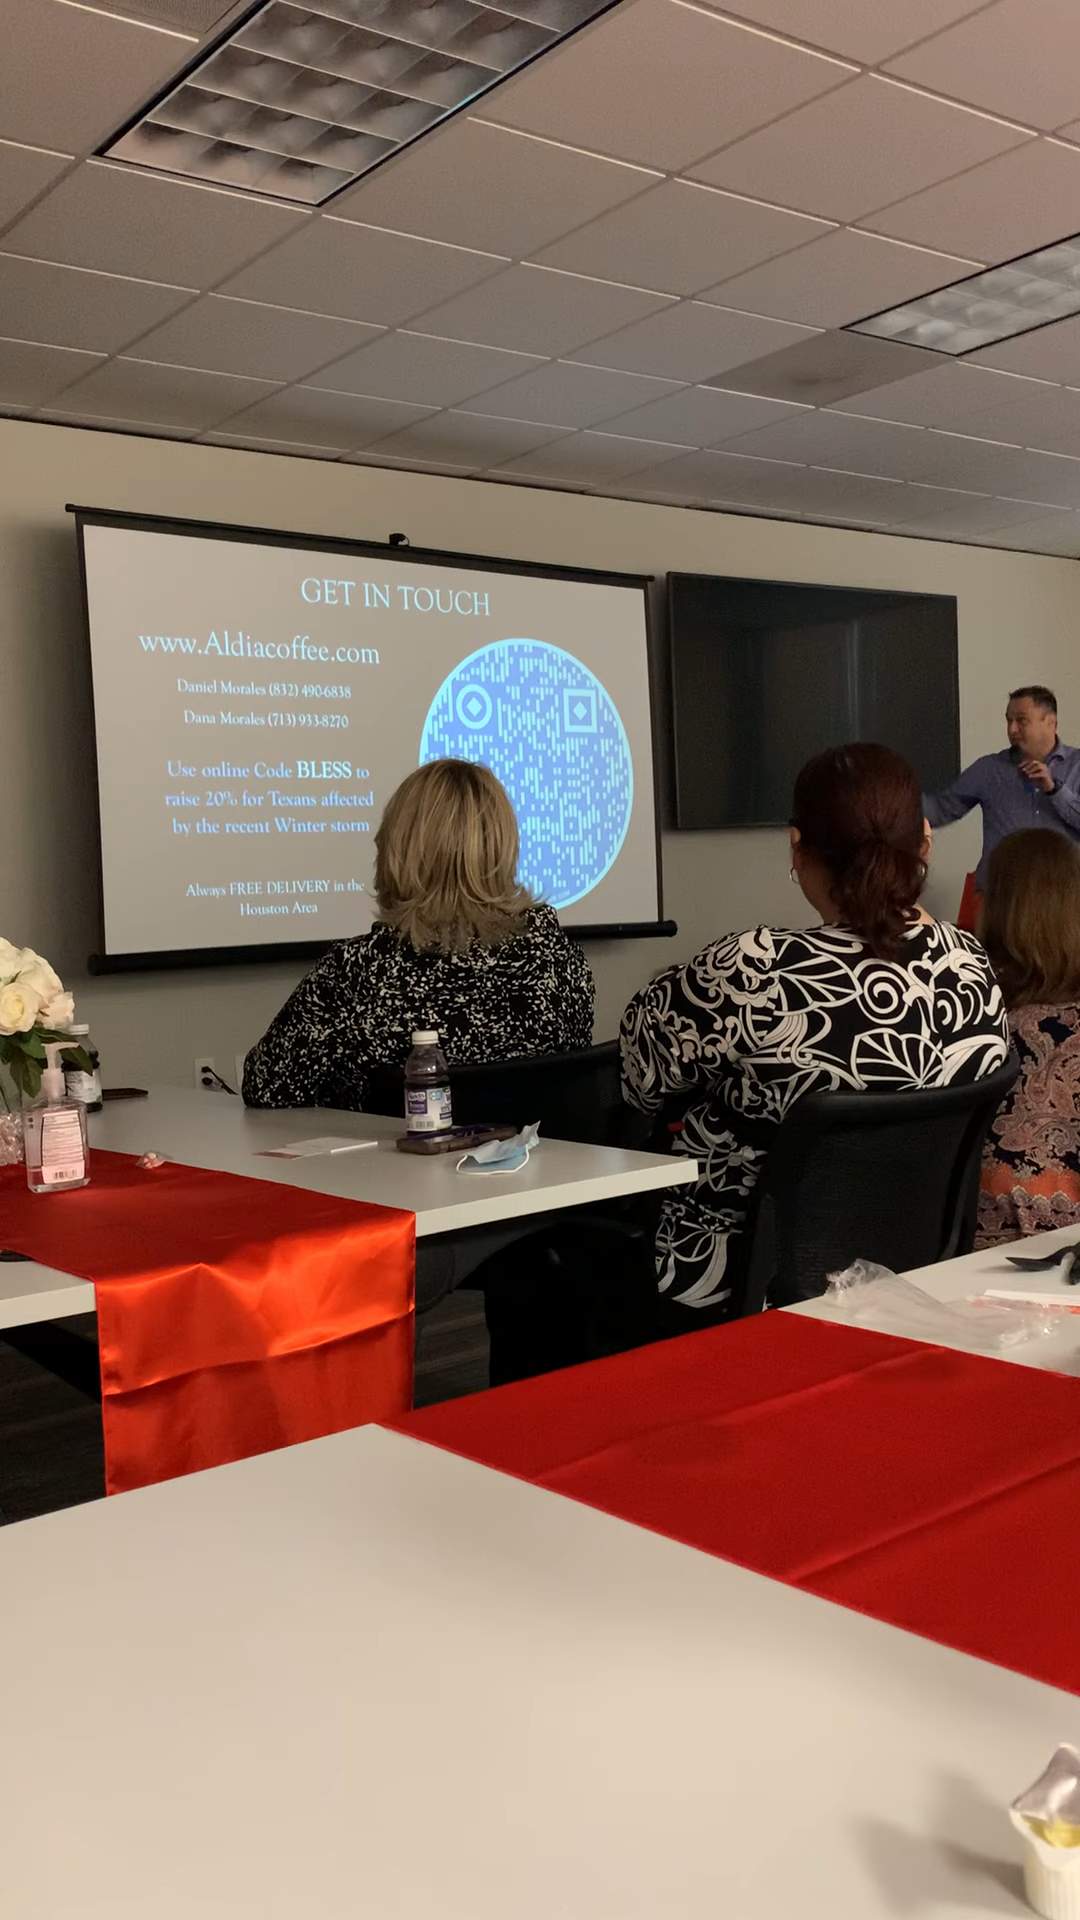 GET IN TOUCH
www.Aldiacoffee.com
Daniel Morales (832) 490-6838
Dana Morales (713) 933-8270
Use online Code BLESS to
raise 20% for Texans affected
by the recent Winter storm
Always FREE DELIVERY in the
Houston Area